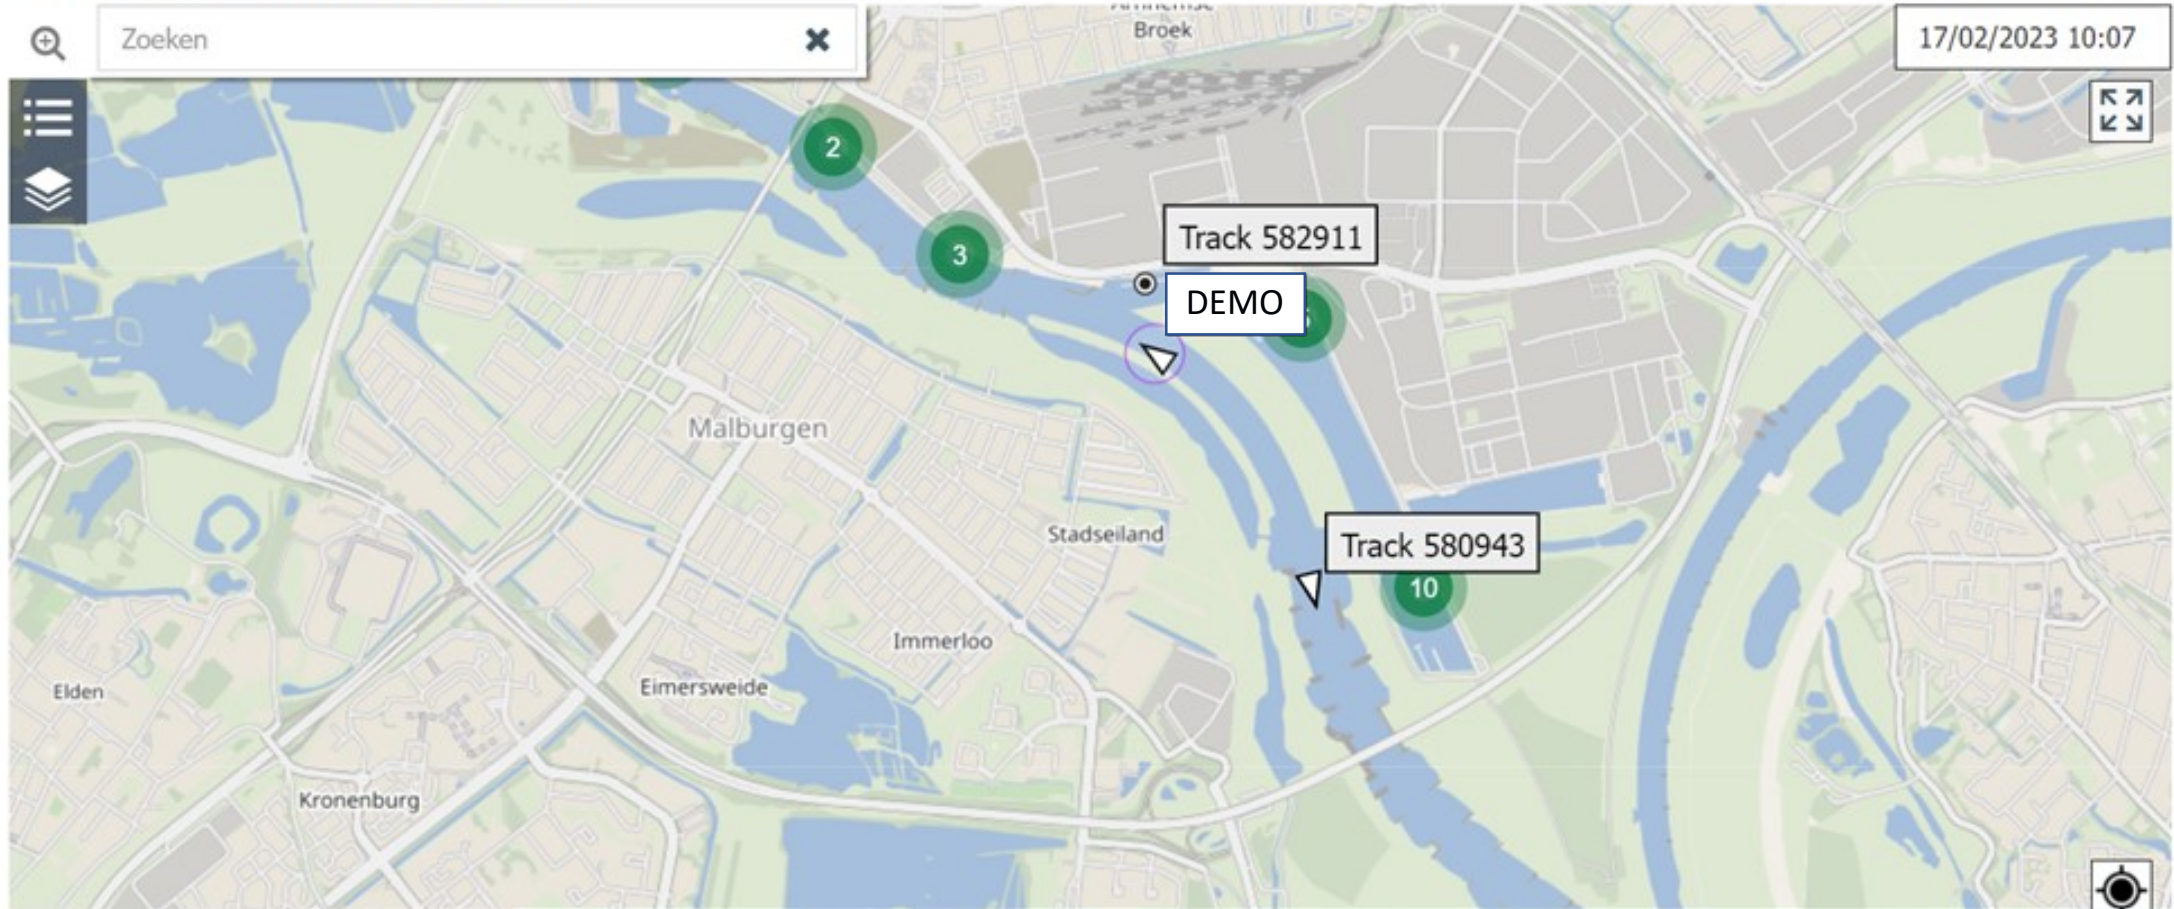 Zoeken
Broek
17/02/2023 10:07
2
3
Track 582911
DEMO
Malburgen
Stadseiland
Track 580943
10
Immerloo
Elden
Eimersweide
Kronenburg